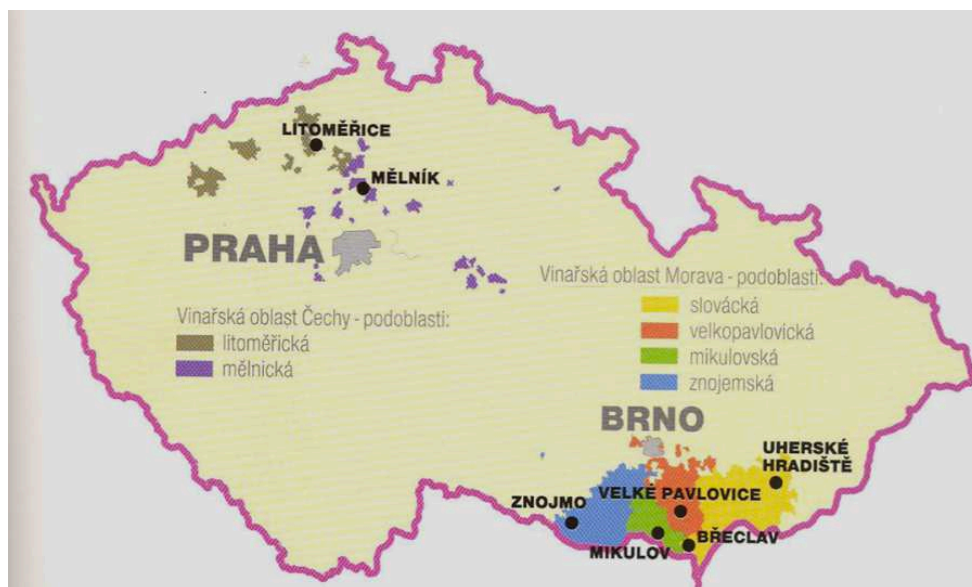 LITOMĚŘICE
MĚLNÍK
PRAHA
Vinařská oblast Čechy - podoblasti:
litoměřická
mělnická
Vinařská oblast Morava - podoblasti:
slovácká
velkopavlovická
mikulovská
znojemská
BRNO
UHERSKÉ
HRADIŠTĚ
ZNOJMO
VELKÉ PAVLOVICE
MIKULOV
BŘECLAV